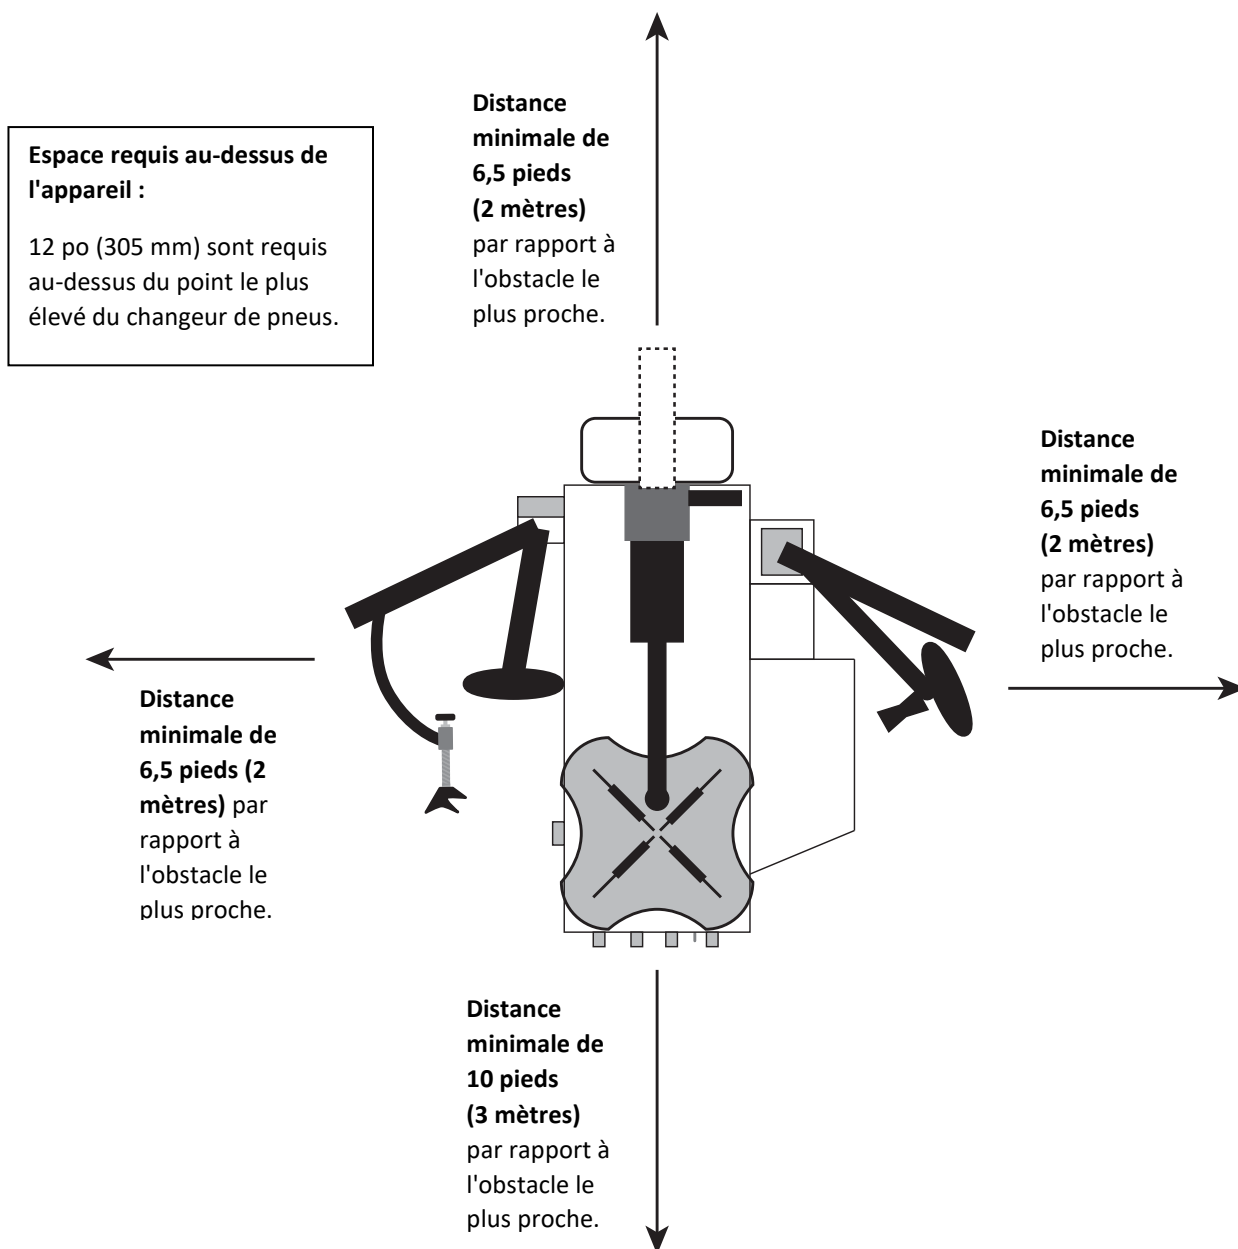 Espace requis au-dessus de
l'appareil :
12 po (305 mm) sont requis
au-dessus du point le plus
élevé du changeur de pneus.
Distance
minimale de
6,5 pieds
(2 mètres)
par rapport à
l'obstacle le
plus proche.
Distance
minimale de
6,5 pieds
(2 mètres)
par rapport à
l'obstacle le
plus proche.
Distance
minimale de
6,5 pieds (2
mètres) par
rapport à
l'obstacle le
plus proche.
Distance
minimale de
10 pieds
(3 mètres)
par rapport à
l'obstacle le
plus proche.